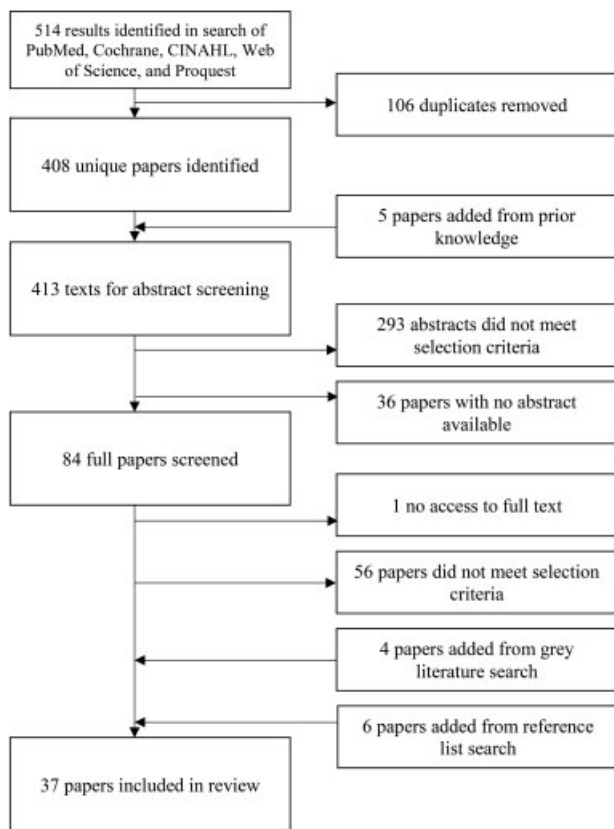 514 results identified in search of
PubMed, Cochrane, CINAHL, Web
of Science, and Proquest
106 duplicates removed
408 unique papers identified
5 papers added from prior
knowledge
413 texts for abstract screening
293 abstracts did not meet
selection criteria
36 papers with no abstract
available
84 full papers screened
1 no access to full text
56 papers did not meet selection
criteria
4 papers added from grey
literature search
6 papers added from reference
list search
37 papers included in review